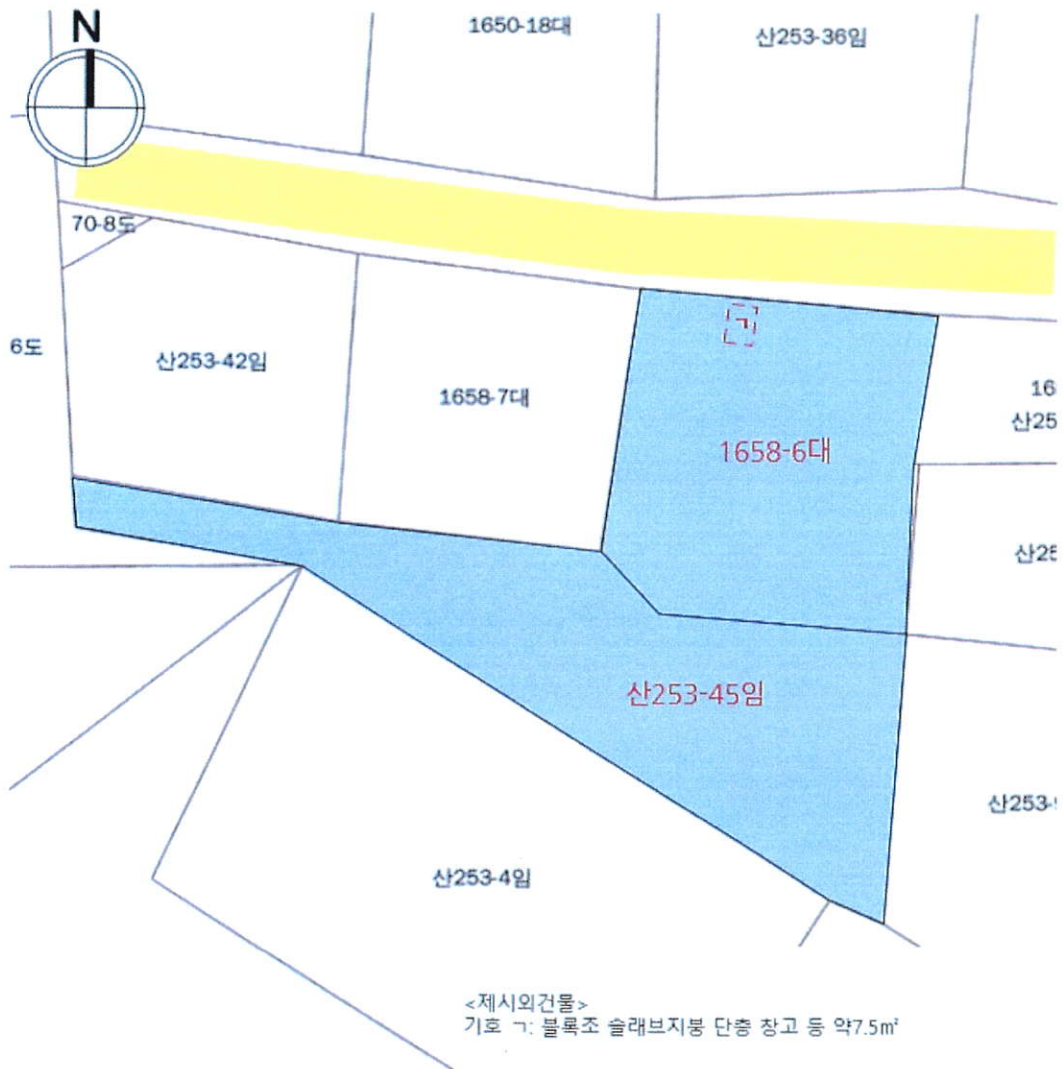 N
1650-18대
산253-36임
70-8도
6도
산253-42임
1658-7대
ㄱ
1658-6대
16
산25
산2
산253-45임
산253-
산253-4임
<제시외건물>
기호 ㄱ: 블록조 슬래브지붕 단층 창고 등 약7.5㎡